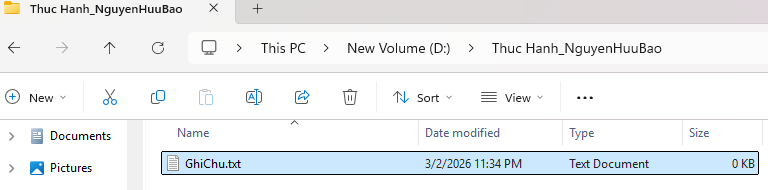 Thuc Hanh_NguyenHuuBao
This PC > New Volume (D:) > Thuc Hanh_NguyenHuuBao
New Sort View ...
Documents
Pictures
Name Date modified Type Size
GhiChu.txt 3/2/2026 11:34 PM Text Document 0 KB